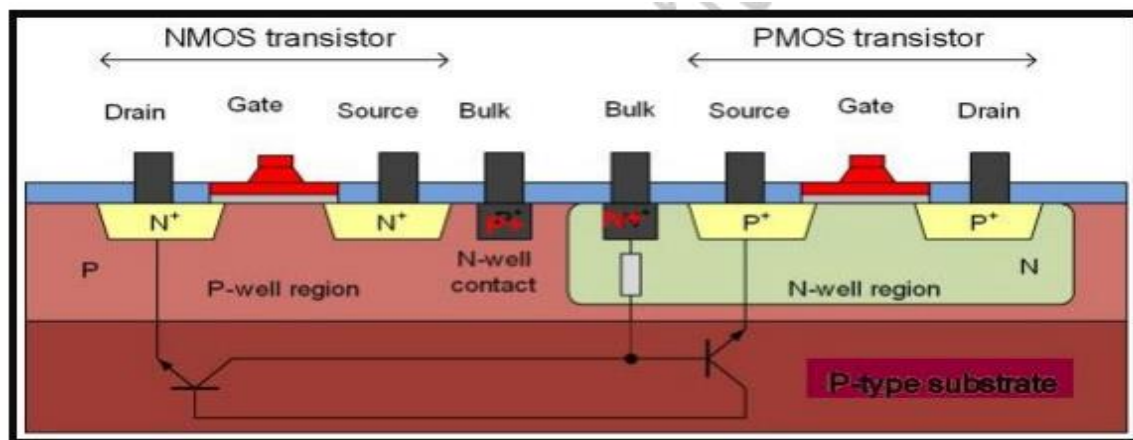 NMOS transistor PMOS transistor
Drain Gate Source Bulk Bulk Source Gate Drain
N+ N+ P+ N+ P+ P+
P N-well contact N
P-well region N-well region
P-type substrate